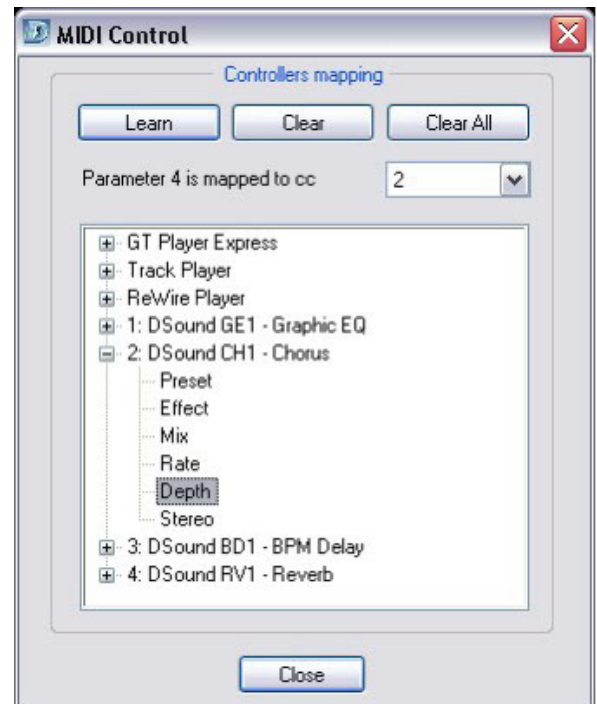 MIDI Control
Controllers mapping
Learn Clear Clear All
Parameter 4 is mapped to cc 2
GT Player Express
Track Player
ReWire Player
1: DSound GE1 - Graphic EQ
2: DSound CH1 - Chorus
Preset
Effect
Mix
Rate
Depth
Stereo
3: DSound BD1 - BPM Delay
4: DSound RV1 - Reverb
Close